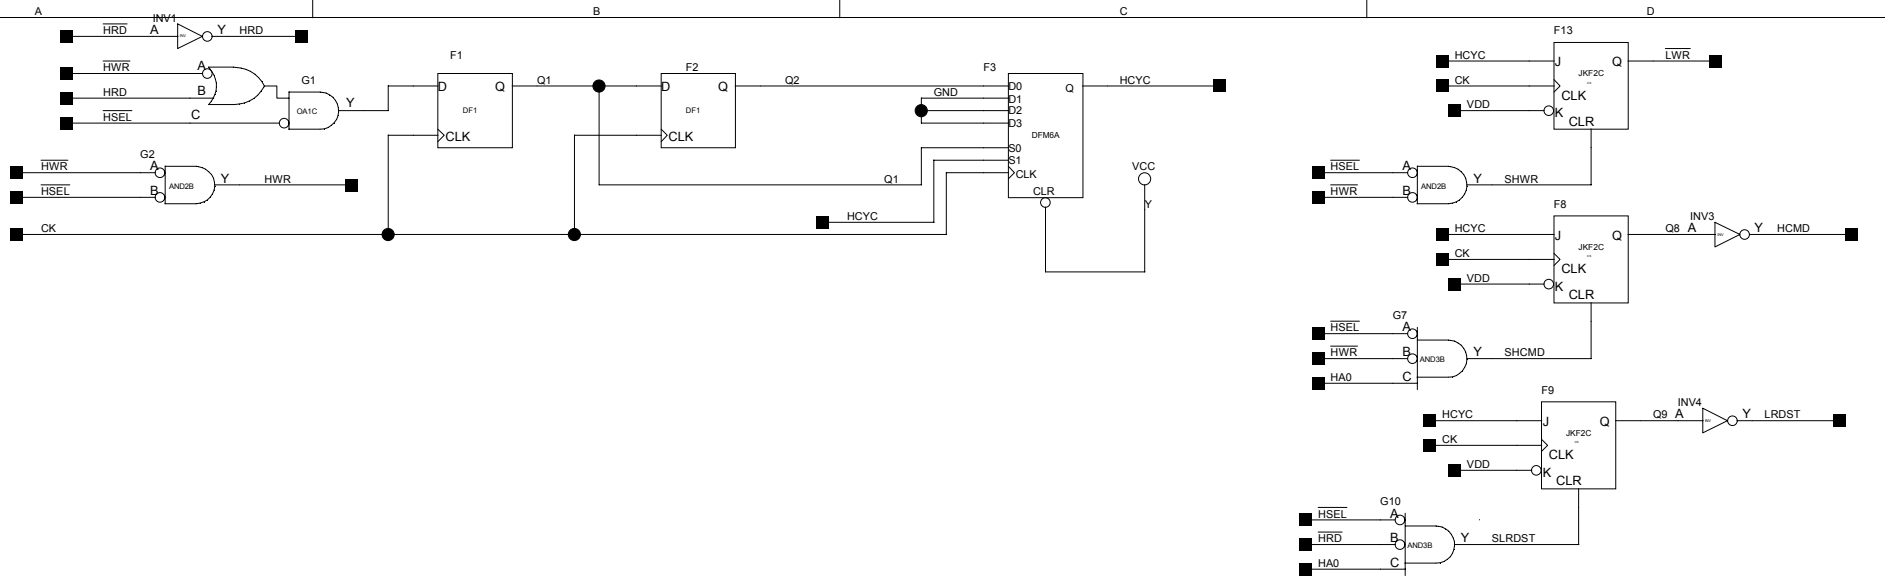 A B C D
INV1
HRD A Y HRD
HWR A
HRD B
HSEL C
G1
OA1C
Y
F1
D Q
DF1
CLK
Q1
F2
D Q
DF1
CLK
Q2
F3
GND
D0
D1
D2
D3
S0
S1
CLK
Q
DFM6A
CLR
HCYC
Q1
HCYC
VCC
Y
G2
HWR A
HSEL B
AND2B
Y HWR
CK
F13
HCYC J Q LWR
JKF2C
CK CLK
VDD K
CLR
HSEL A
HWR B
AND2B
Y SHWR
F8
HCYC J Q Q8 A INV3 Y HCMD
JKF2C
CK CLK
VDD K
CLR
G7
HSEL A
HWR B
HA0 C
AND3B
Y SHCMD
F9
HCYC J Q Q9 A INV4 Y LRDST
JKF2C
CK CLK
VDD K
CLR
G10
HSEL A
HRD B
HA0 C
AND3B
Y SLRDST